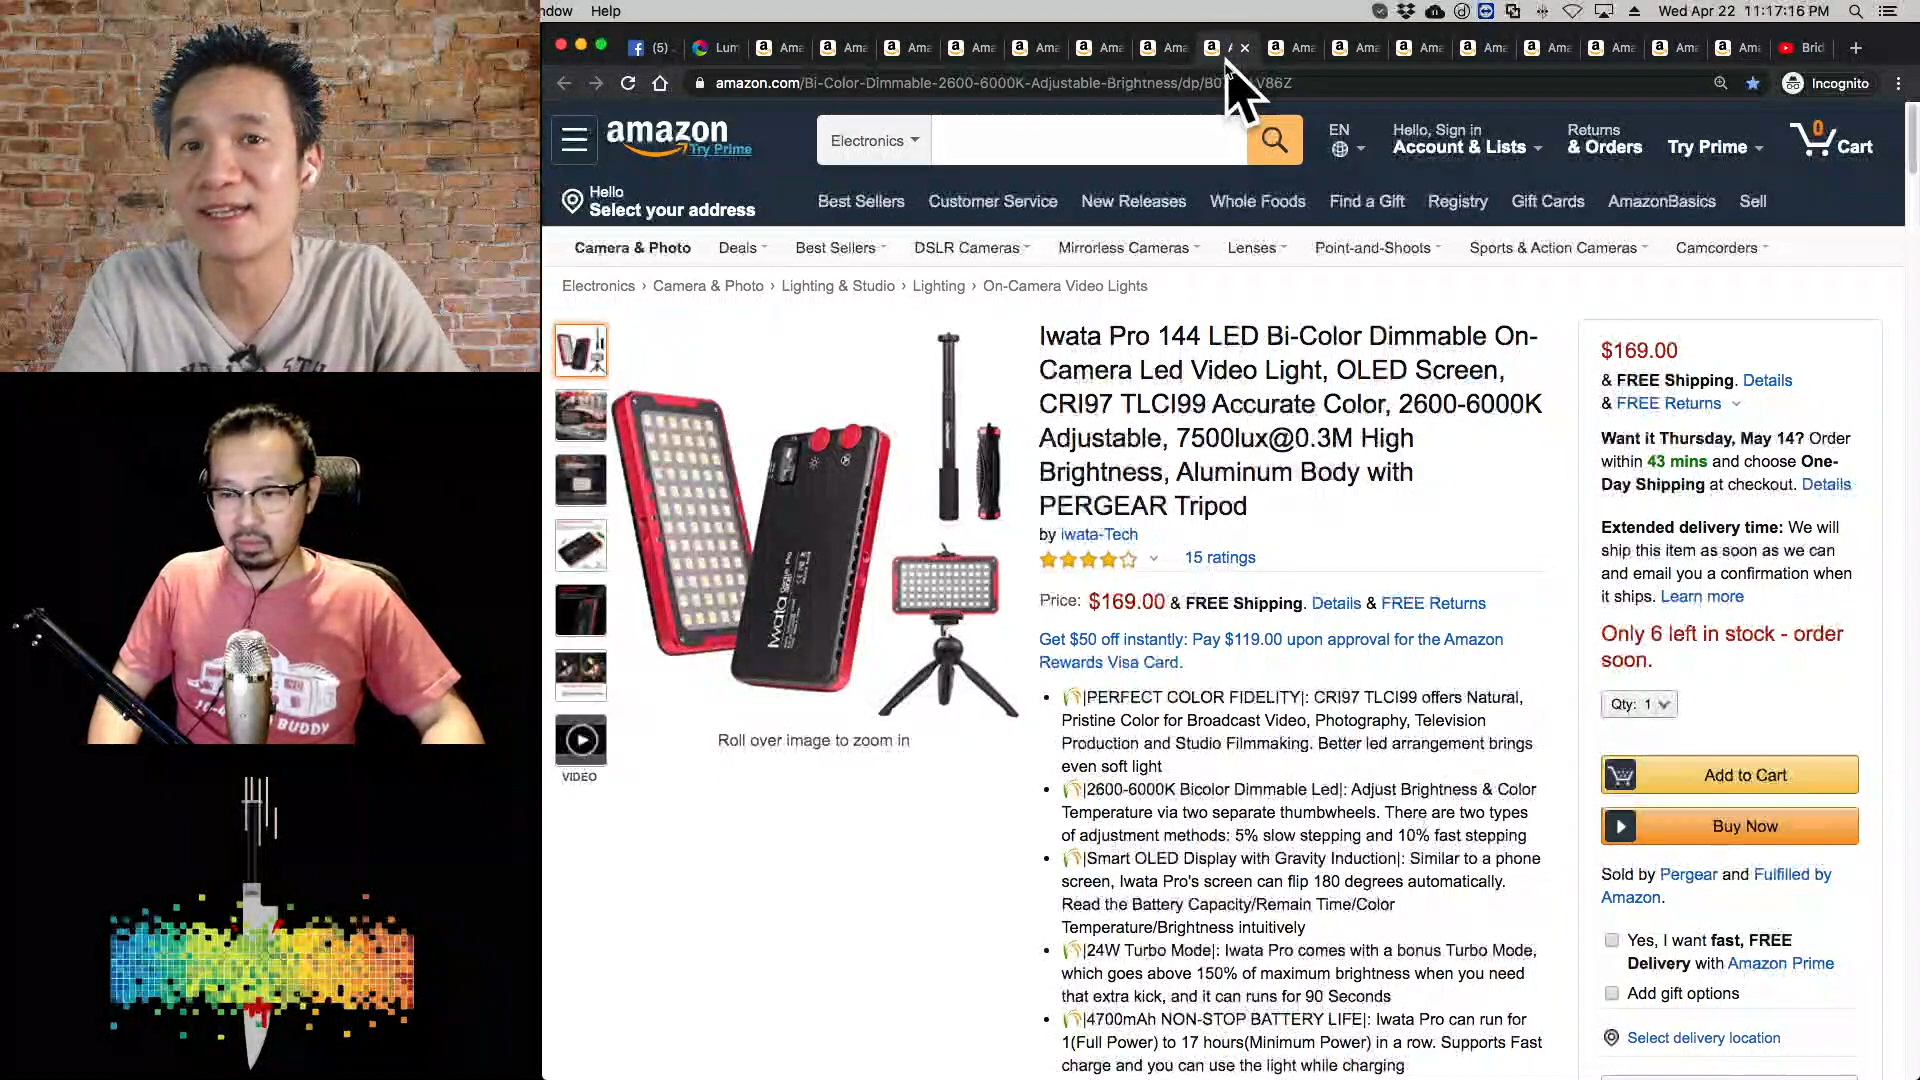 ndow Help
Wed Apr 22 11:17:16 PM
(5) Lum Ama Ama Ama Ama Ama Ama Ama A Ama Ama Ama Ama Ama Ama Ama Ama Brid
amazon.com/Bi-Color-Dimmable-2600-6000K-Adjustable-Brightness/dp/B0 V86Z
Incognito
amazon
Try Prime
Electronics
EN
Hello, Sign in
Account & Lists
Returns
& Orders
Try Prime
0
Cart
Hello
Select your address
Best Sellers Customer Service New Releases Whole Foods Find a Gift Registry Gift Cards AmazonBasics Sell
Camera & Photo Deals Best Sellers DSLR Cameras Mirrorless Cameras Lenses Point-and-Shoots Sports & Action Cameras Camcorders
Electronics › Camera & Photo › Lighting & Studio › Lighting › On-Camera Video Lights
Iwata Pro 144 LED Bi-Color Dimmable On-
Camera Led Video Light, OLED Screen,
CRI97 TLCI99 Accurate Color, 2600-6000K
Adjustable, 7500lux@0.3M High
Brightness, Aluminum Body with
PERGEAR Tripod
by iwata-Tech
15 ratings
Price: $169.00 & FREE Shipping. Details & FREE Returns
Get $50 off instantly: Pay $119.00 upon approval for the Amazon
Rewards Visa Card.
• |PERFECT COLOR FIDELITY|: CRI97 TLCI99 offers Natural,
Pristine Color for Broadcast Video, Photography, Television
Production and Studio Filmmaking. Better led arrangement brings
even soft light
• |2600-6000K Bicolor Dimmable Led|: Adjust Brightness & Color
Temperature via two separate thumbwheels. There are two types
of adjustment methods: 5% slow stepping and 10% fast stepping
• |Smart OLED Display with Gravity Induction|: Similar to a phone
screen, Iwata Pro's screen can flip 180 degrees automatically.
Read the Battery Capacity/Remain Time/Color
Temperature/Brightness intuitively
• |24W Turbo Mode|: Iwata Pro comes with a bonus Turbo Mode,
which goes above 150% of maximum brightness when you need
that extra kick, and it can runs for 90 Seconds
• |4700mAh NON-STOP BATTERY LIFE|: Iwata Pro can run for
1(Full Power) to 17 hours(Minimum Power) in a row. Supports Fast
charge and you can use the light while charging
Iwata
Roll over image to zoom in
VIDEO
$169.00
& FREE Shipping. Details
& FREE Returns
Want it Thursday, May 14? Order
within 43 mins and choose One-
Day Shipping at checkout. Details
Extended delivery time: We will
ship this item as soon as we can
and email you a confirmation when
it ships. Learn more
Only 6 left in stock - order
soon.
Qty: 1
Add to Cart
Buy Now
Sold by Pergear and Fulfilled by
Amazon.
Yes, I want fast, FREE
Delivery with Amazon Prime
Add gift options
Select delivery location
BUDDY